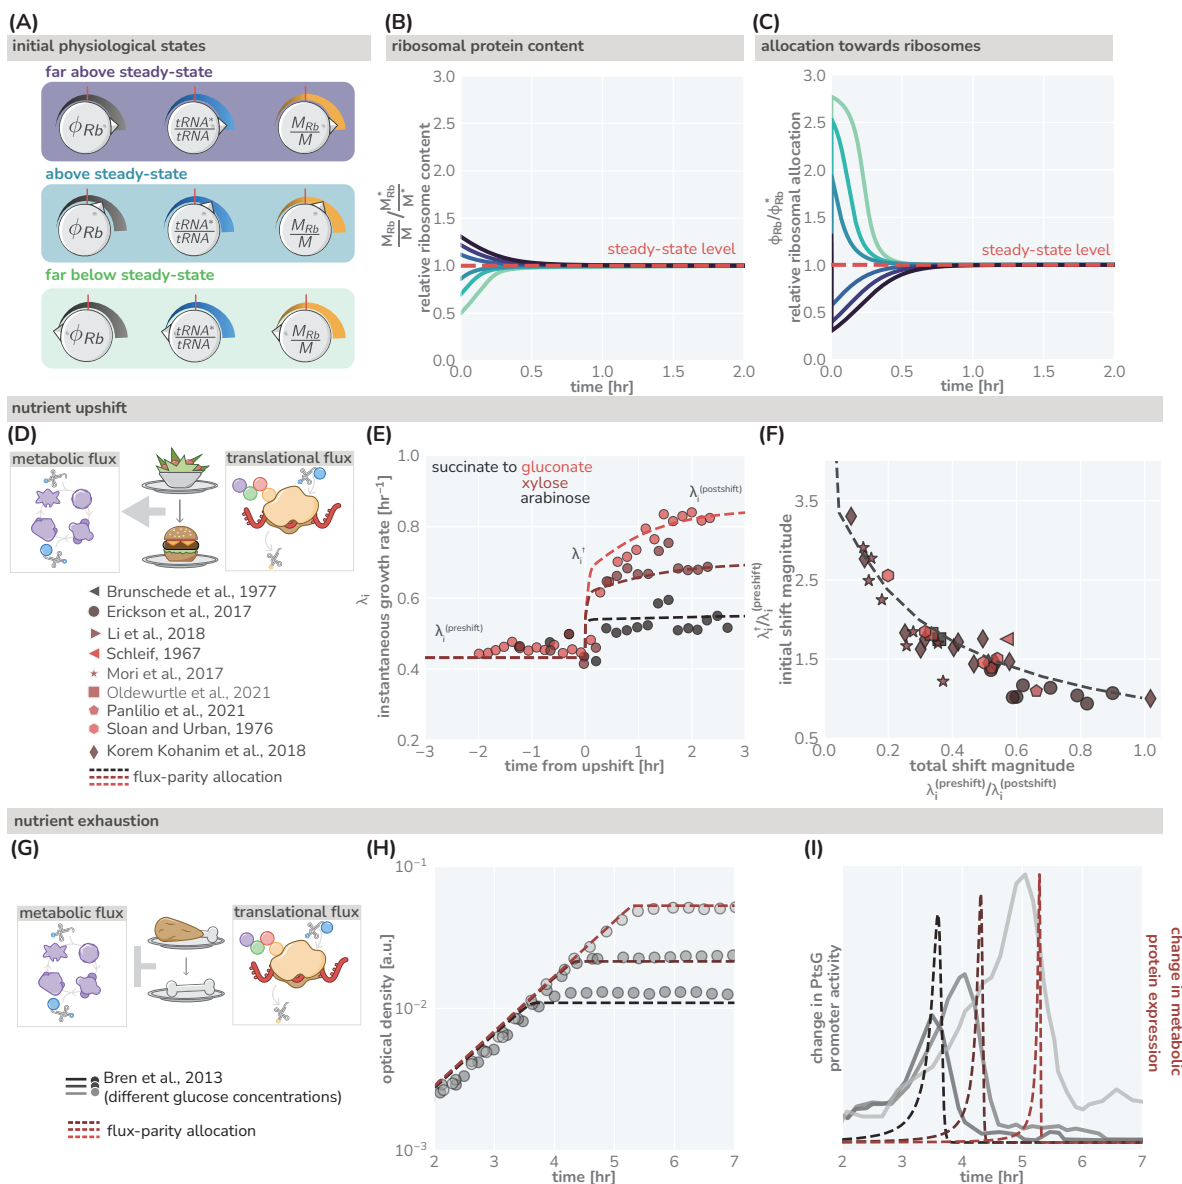 (A)
initial physiological states
far above steady-state
ϕRb
tRNA*
tRNA
MRb
M
above steady-state
ϕRb
tRNA*
tRNA
MRb
M
far below steady-state
ϕRb
tRNA*
tRNA
MRb
M
(B)
ribosomal protein content
MRb/M / M*Rb/M*
relative ribosome content
3.0
2.5
2.0
1.5
1.0
0.5
0.0
steady-state level
0.0 0.5 1.0 1.5 2.0
time [hr]
(C)
allocation towards ribosomes
ϕRb/ϕ*Rb
relative ribosomal allocation
3.0
2.5
2.0
1.5
1.0
0.5
0.0
steady-state level
0.0 0.5 1.0 1.5 2.0
time [hr]
nutrient upshift
(D)
metabolic flux
translational flux
Brunschede et al., 1977
Erickson et al., 2017
Li et al., 2018
Schleif, 1967
Mori et al., 2017
Oldewurtle et al., 2021
Panlilio et al., 2021
Sloan and Urban, 1976
Korem Kohanim et al., 2018
flux-parity allocation
(E)
λi
instantaneous growth rate [hr⁻¹]
1.0
0.8
0.6
0.4
0.2
succinate to gluconate
xylose
arabinose
λi(postshift)
λi†
λi(preshift)
−3 −2 −1 0 1 2 3
time from upshift [hr]
(F)
λi†/λi(preshift)
initial shift magnitude
3.5
2.5
1.5
0.5
0.0 0.2 0.4 0.6 0.8 1.0
total shift magnitude
λi(preshift)/λi(postshift)
nutrient exhaustion
(G)
metabolic flux
translational flux
Bren et al., 2013
(different glucose concentrations)
flux-parity allocation
(H)
optical density [a.u.]
10⁻¹
10⁻²
10⁻³
2 3 4 5 6 7
time [hr]
(I)
change in PtsG
promoter activity
change in metabolic
protein expression
2 3 4 5 6 7
time [hr]